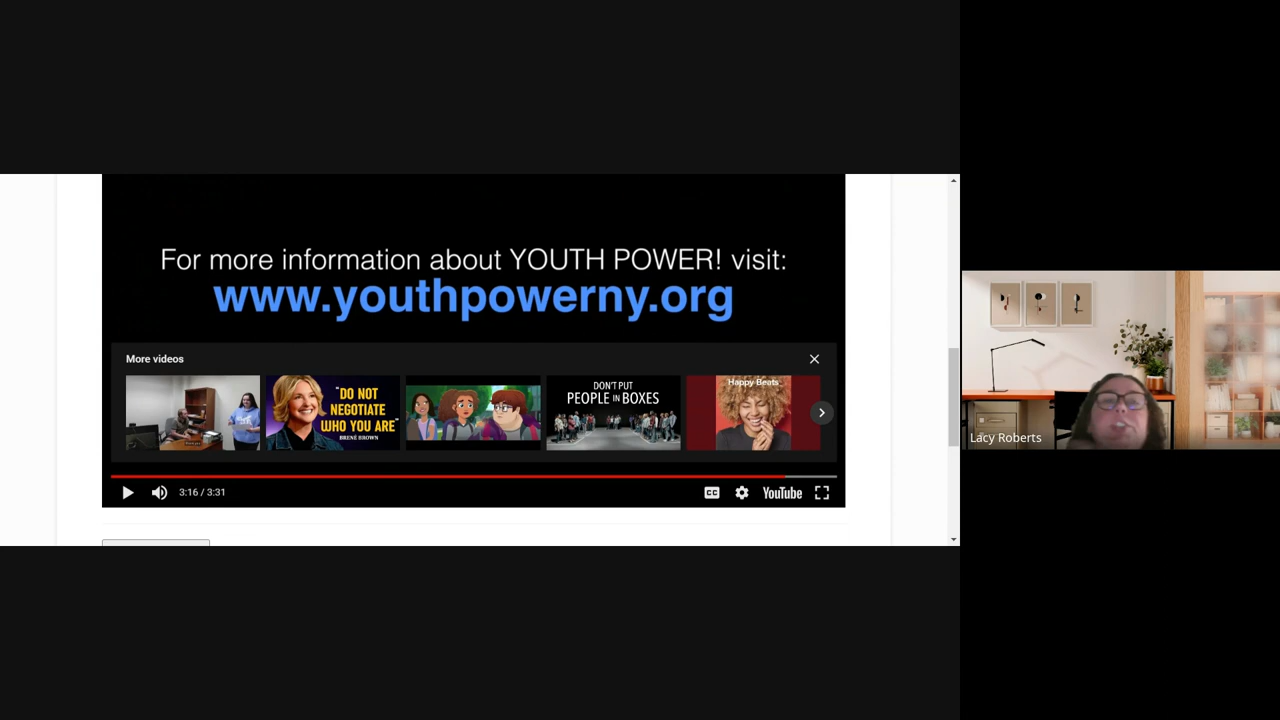 For more information about YOUTH POWER! visit:
www.youthpowerny.org
More videos
"DO NOT
NEGOTIATE
WHO YOU ARE"
BRENÉ BROWN
DON'T PUT
PEOPLE IN BOXES
Happy Beats
3:16 / 3:31
CC
YouTube
Lacy Roberts